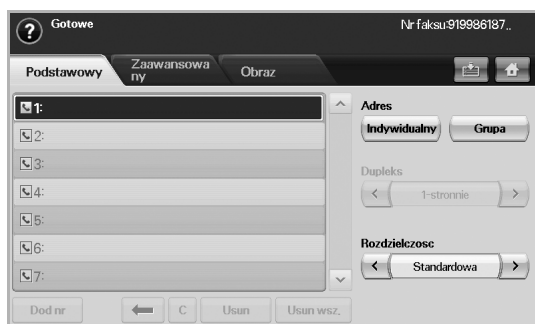 ? Gotowe Nr faksu:919986187..
Podstawowy Zaawansowa
ny Obraz
1: Adres
Indywidualny Grupa
2:
3: Dupleks
4: < 1-stronnie >
5:
6: Rozdzielczosc
7: < Standardowa >
Dod nr C Usun Usun wsz.